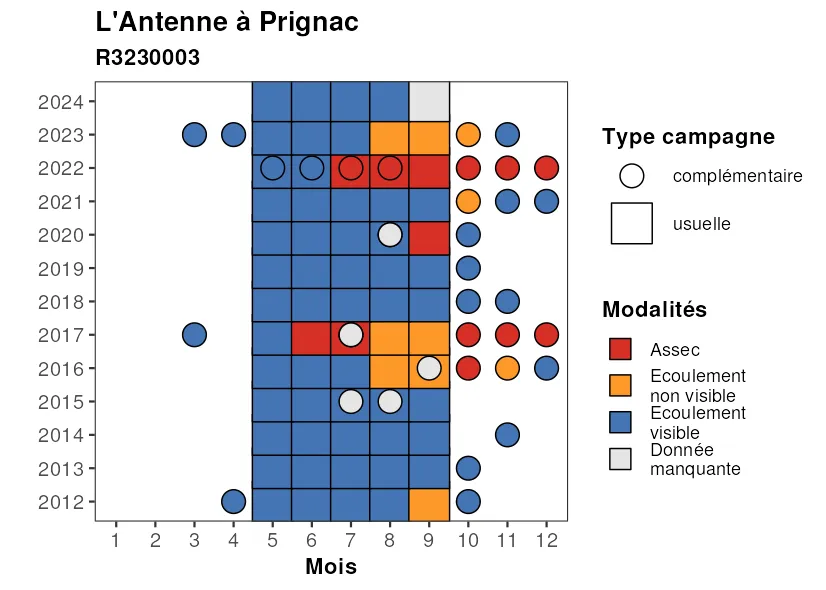 L'Antenne à Prignac
R3230003
2024
2023
2022
2021
2020
2019
2018
2017
2016
2015
2014
2013
2012
1 2 3 4 5 6 7 8 9 10 11 12
Mois
Type campagne
complémentaire
usuelle
Modalités
Assec
Ecoulement
non visible
Ecoulement
visible
Donnée
manquante